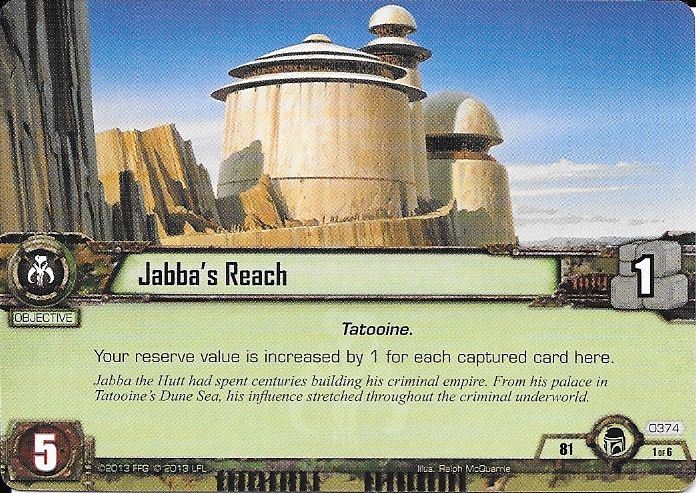 Jabba's Reach
1
OBJECTIVE
Tatooine.
Your reserve value is increased by 1 for each captured card here.
Jabba the Hutt had spent centuries building his criminal empire. From his palace in
Tatooine's Dune Sea, his influence stretched throughout the criminal underworld.
5
0374
81
1 OF 6
©2013 FFG © 2013 LFL
Illus. Ralph McQuarrie